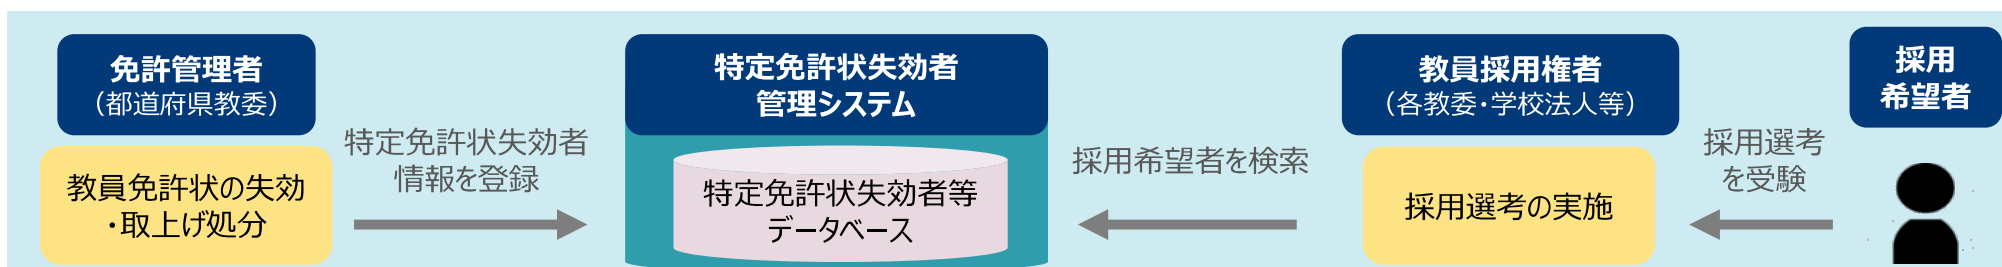 免許管理者
（都道府県教委）
教員免許状の失効
・取上げ処分
特定免許状失効者
情報を登録
特定免許状失効者
管理システム
特定免許状失効者等
データベース
採用希望者を検索
教員採用権者
（各教委・学校法人等）
採用選考の実施
採用選考
を受験
採用
希望者